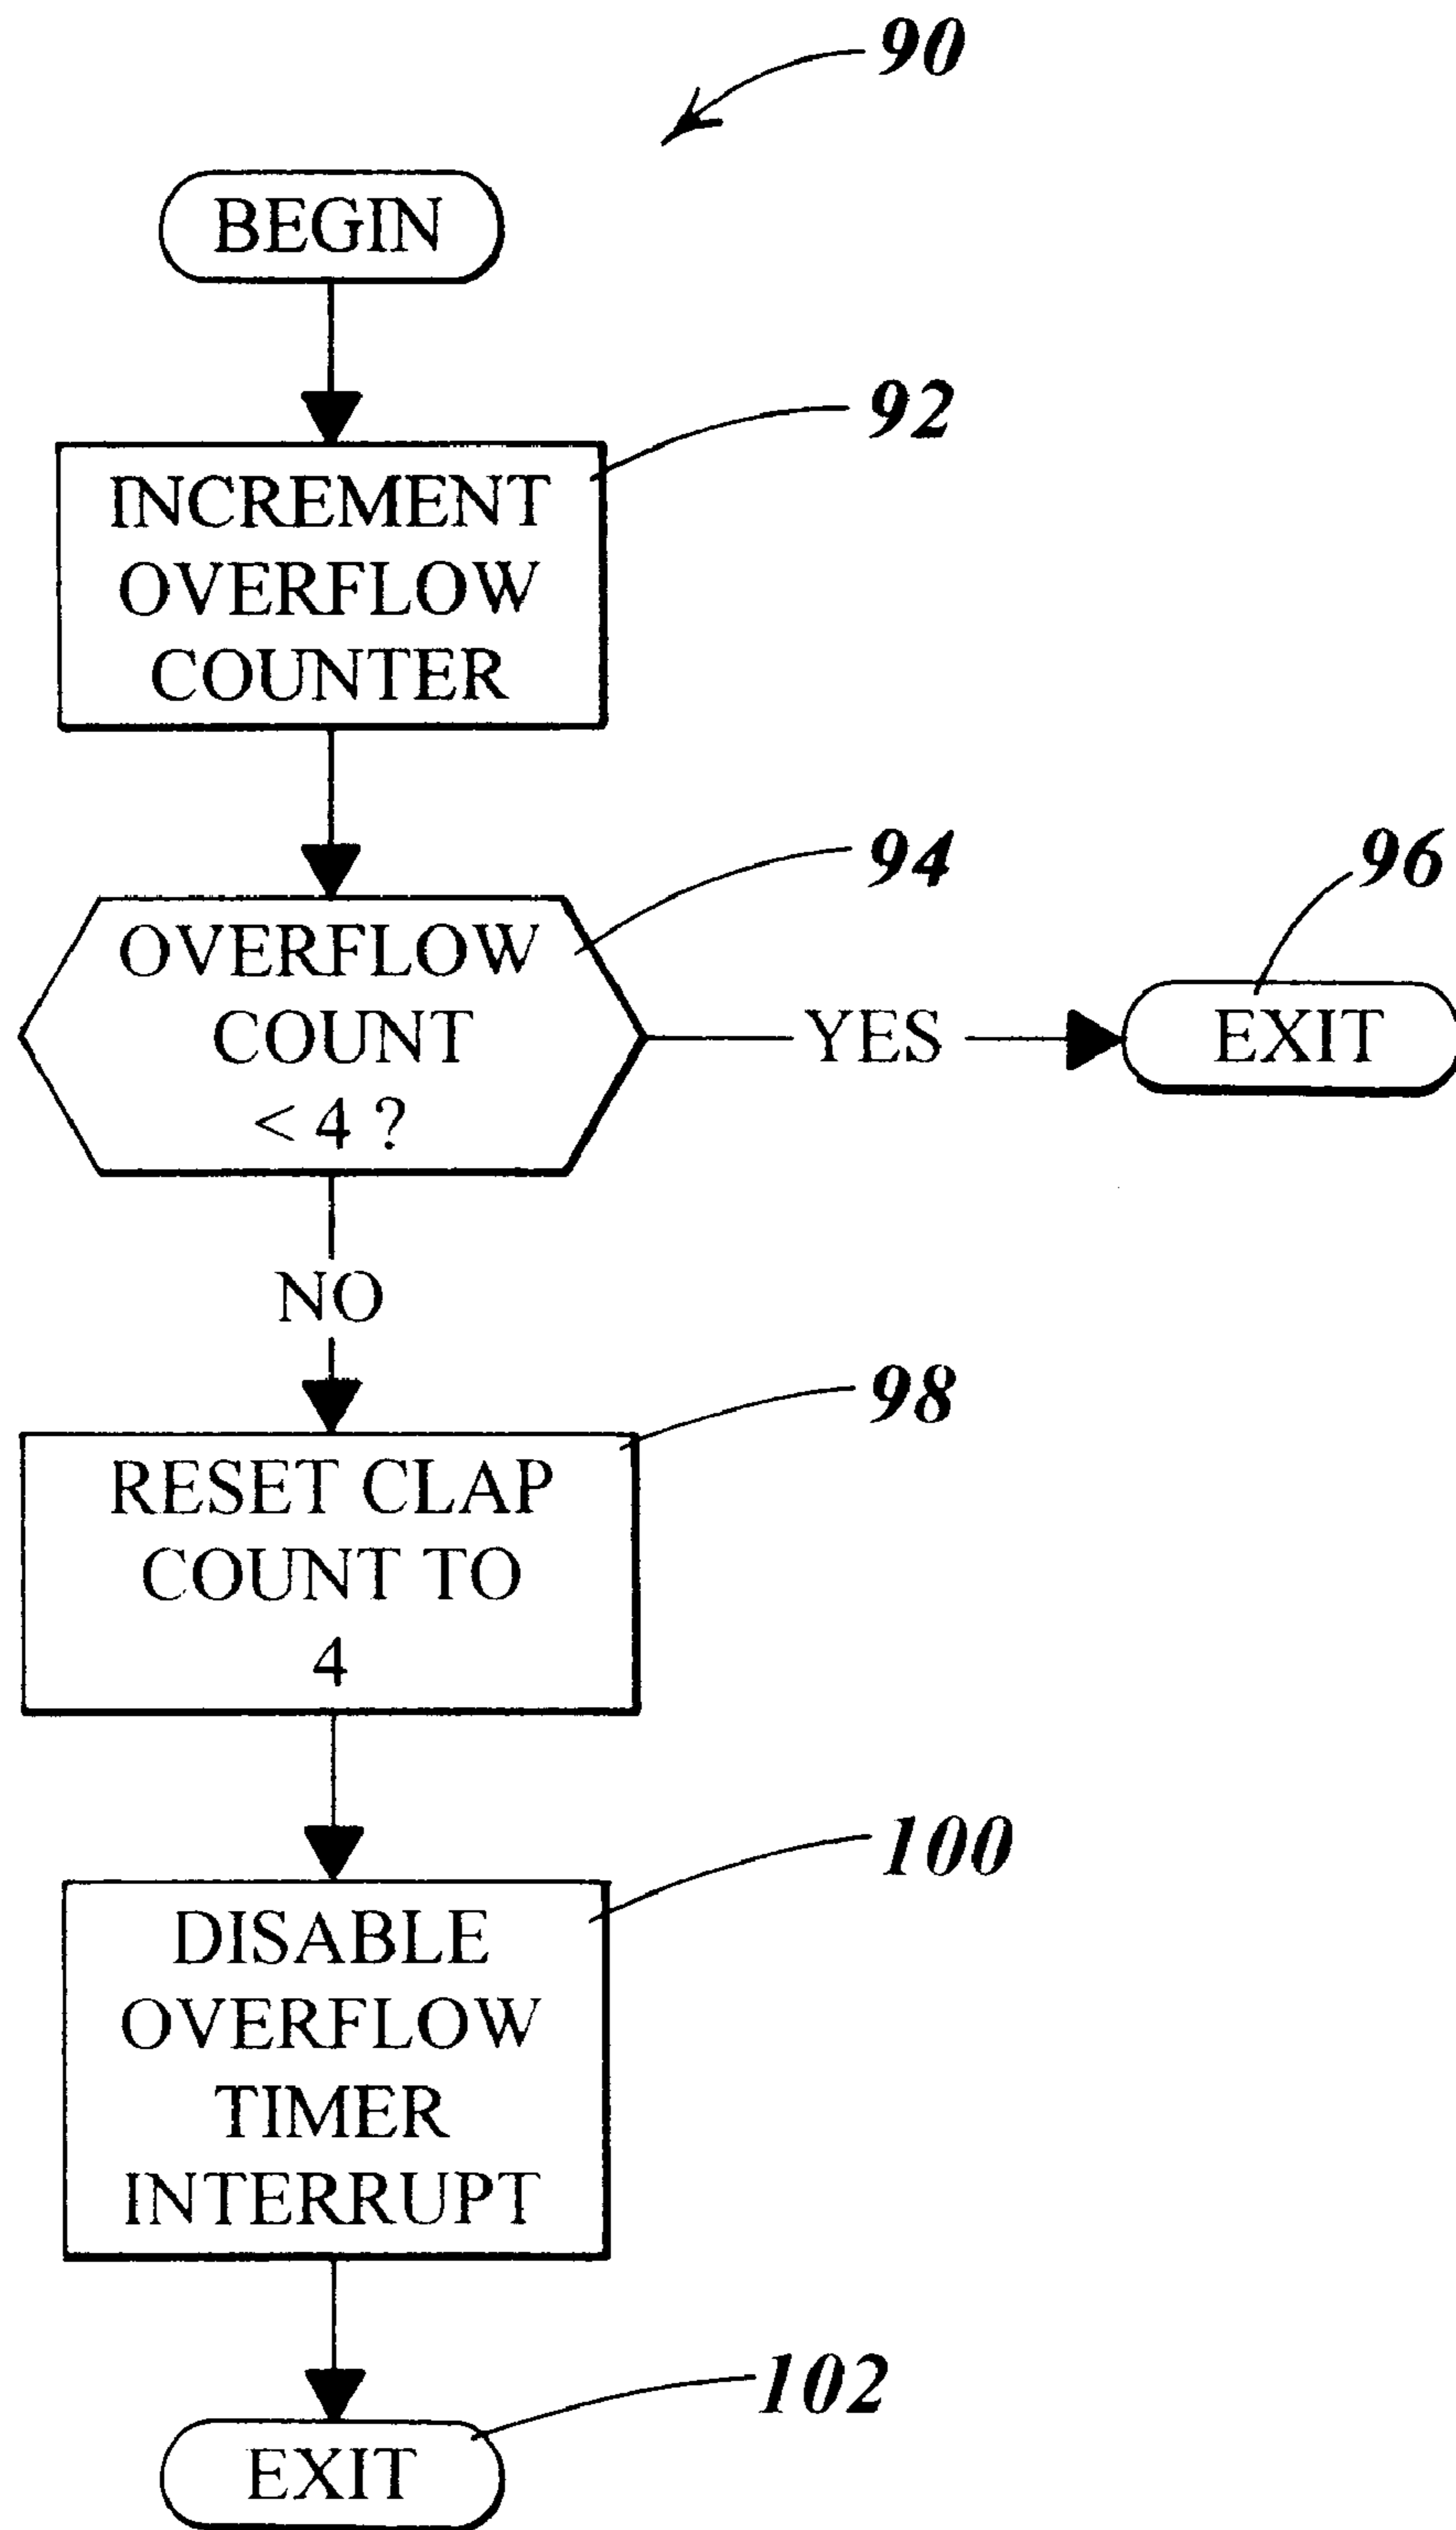 90
BEGIN
92
INCREMENT
OVERFLOW
COUNTER
94
96
OVERFLOW
COUNT
< 4 ?
YES
EXIT
NO
98
RESET CLAP
COUNT TO
4
100
DISABLE
OVERFLOW
TIMER
INTERRUPT
102
EXIT